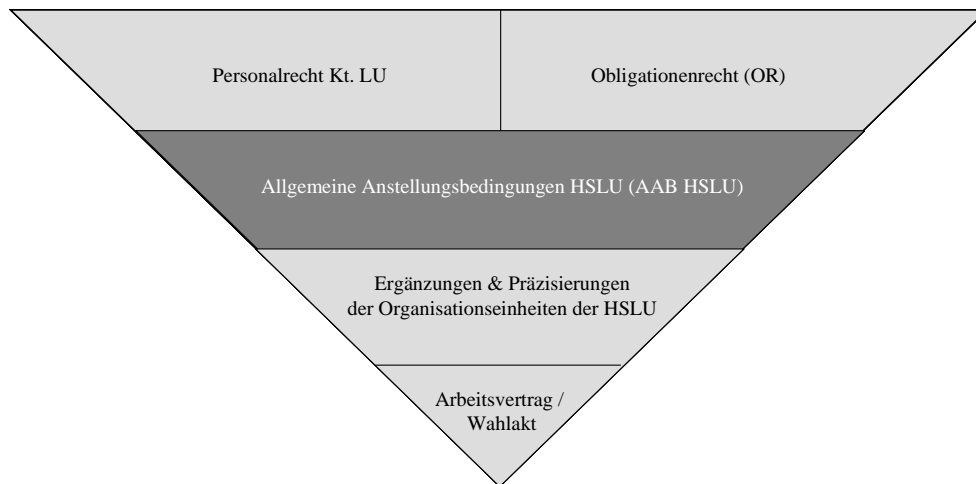 Personalrecht Kt. LU
Obligationenrecht (OR)
Allgemeine Anstellungsbedingungen HSLU (AAB HSLU)
Ergänzungen & Präzisierungen
der Organisationseinheiten der HSLU
Arbeitsvertrag /
Wahlakt